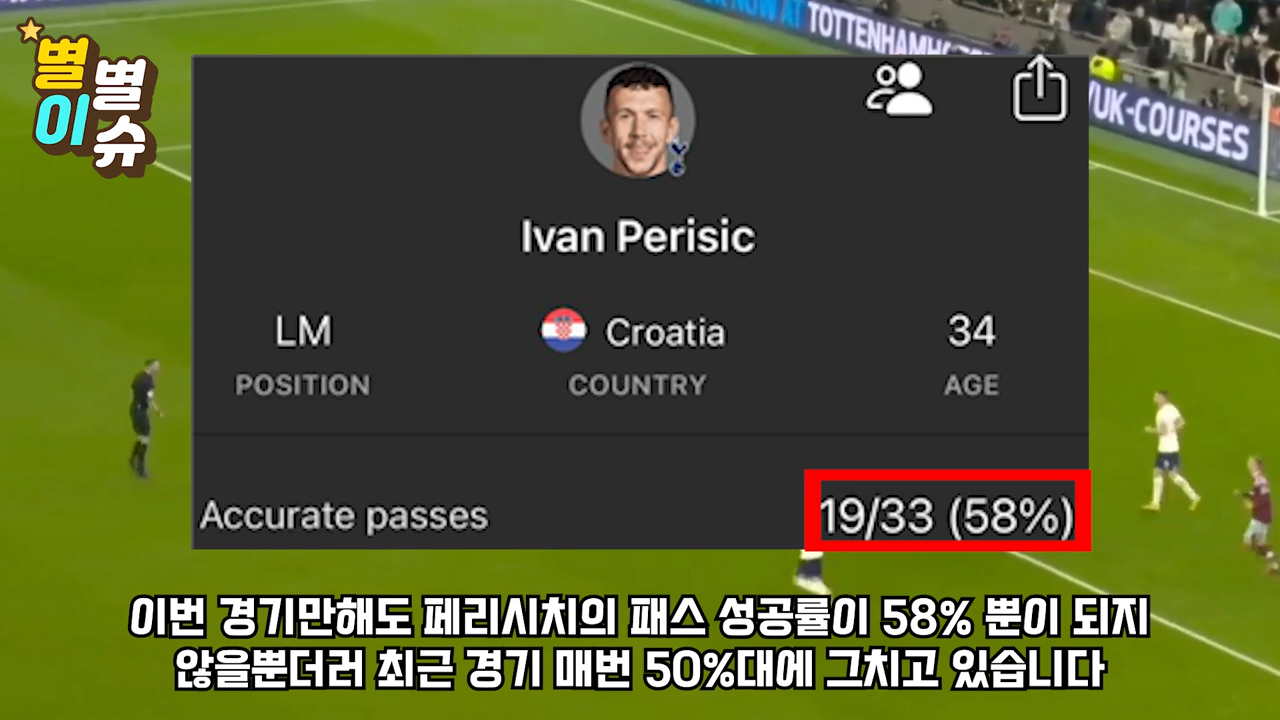 별별
이슈
NOW AT TOTTENHAMH
UK-COURSES
Ivan Perisic
LM
Croatia
34
POSITION
COUNTRY
AGE
Accurate passes
19/33 (58%)
이번 경기만해도 페리시치의 패스 성공률이 58% 뿐이 되지
않을뿐더러 최근 경기 매번 50%대에 그치고 있습니다